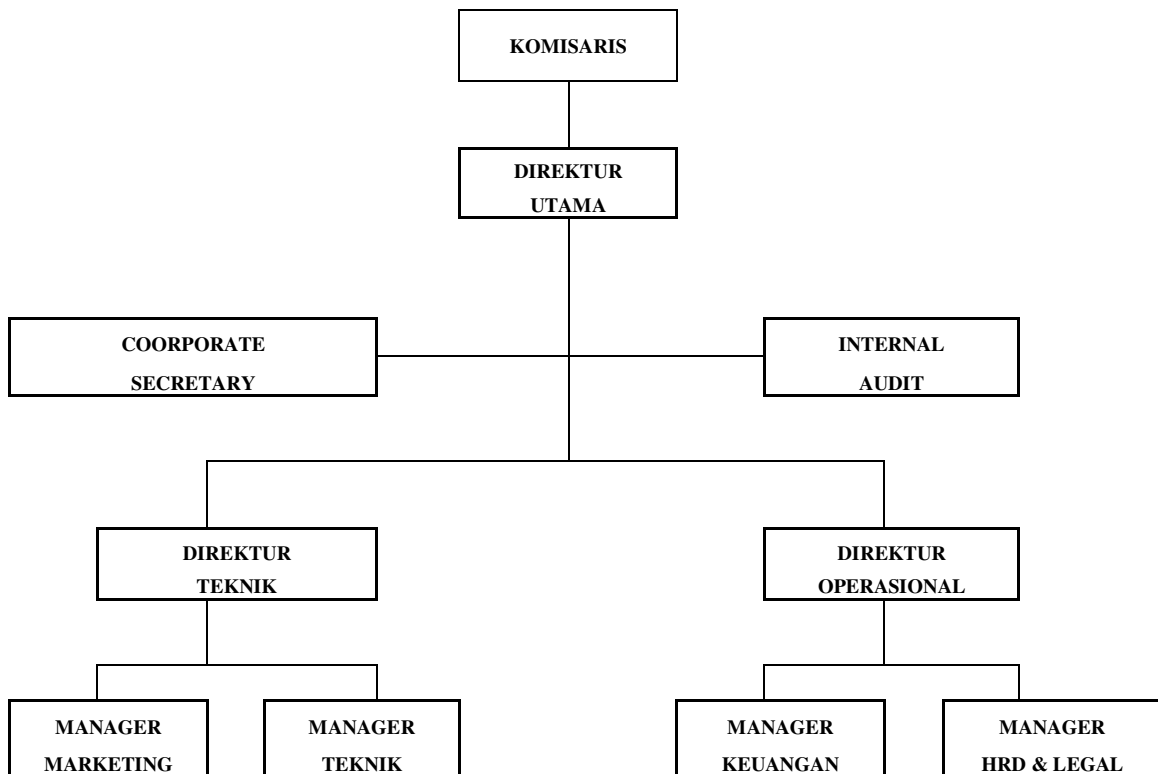 KOMISARIS
DIREKTUR
UTAMA
COORPORATE
SECRETARY
INTERNAL
AUDIT
DIREKTUR
TEKNIK
DIREKTUR
OPERASIONAL
MANAGER
MARKETING
MANAGER
TEKNIK
MANAGER
KEUANGAN
MANAGER
HRD & LEGAL